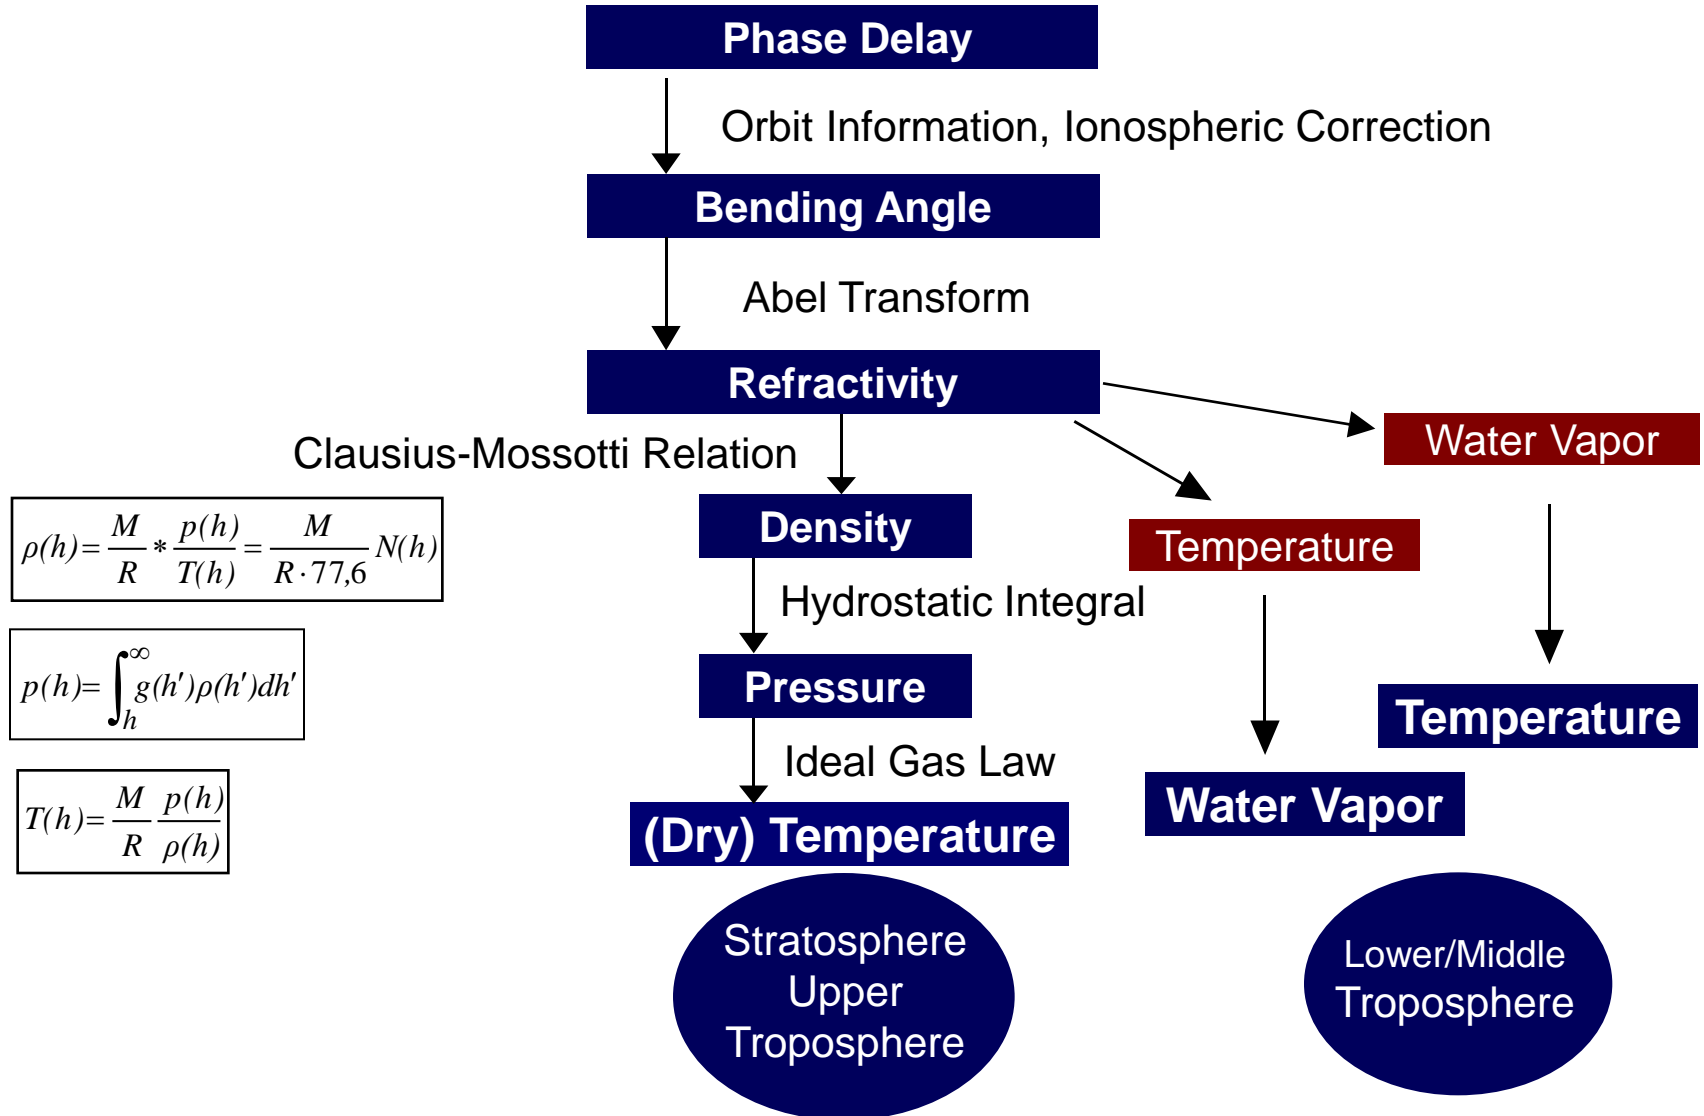 Phase Delay
Orbit Information, Ionospheric Correction
Bending Angle
Abel Transform
Refractivity
Clausius-Mossotti Relation
Water Vapor
Density
Temperature
ρ(h)= M/R * p(h)/T(h) = M/(R·77,6) N(h)
Hydrostatic Integral
p(h)= ∫_h^∞ g(h′)ρ(h′)dh′
Pressure
Temperature
Ideal Gas Law
T(h)= M/R p(h)/ρ(h)
(Dry) Temperature
Water Vapor
Stratosphere
Upper
Troposphere
Lower/Middle
Troposphere